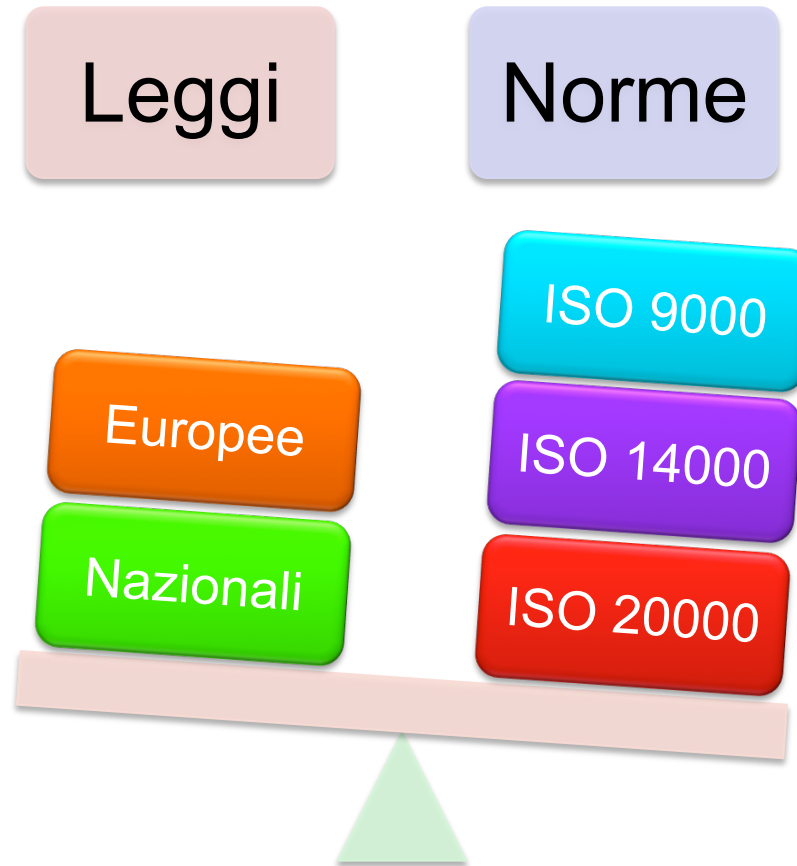 Leggi
Norme
Europee
Nazionali
ISO 9000
ISO 14000
ISO 20000